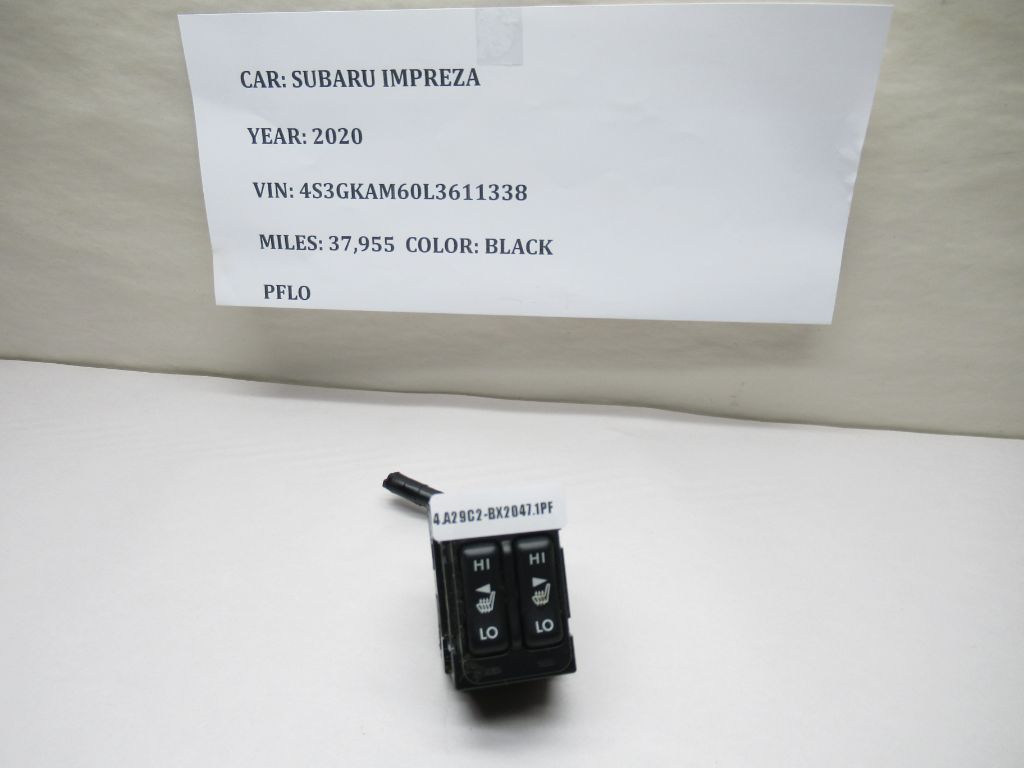 CAR: SUBARU IMPREZA
YEAR: 2020
VIN: 4S3GKAM60L3611338
MILES: 37,955 COLOR: BLACK
PFLO
4.A29C2-BX2047.1PF
HI HI
LO LO